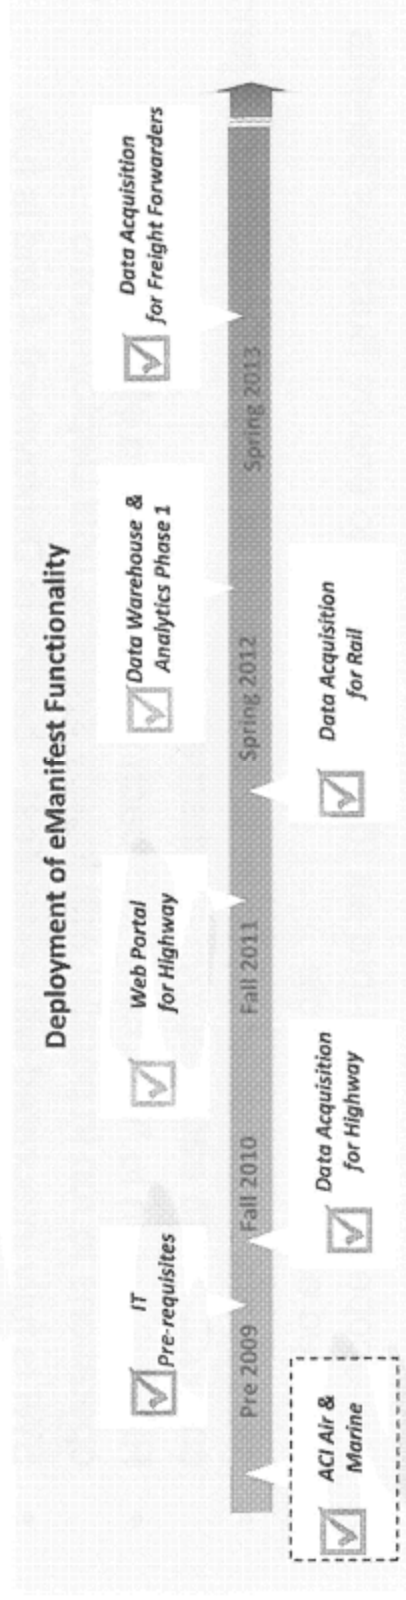 Deployment of eManifest Functionality
IT
Pre-requisites
Web Portal
for Highway
Data Warehouse &
Analytics Phase 1
Data Acquisition
for Freight Forwarders
Pre 2009
Fall 2010
Fall 2011
Spring 2012
Spring 2013
ACI Air &
Marine
Data Acquisition
for Highway
Data Acquisition
for Rail